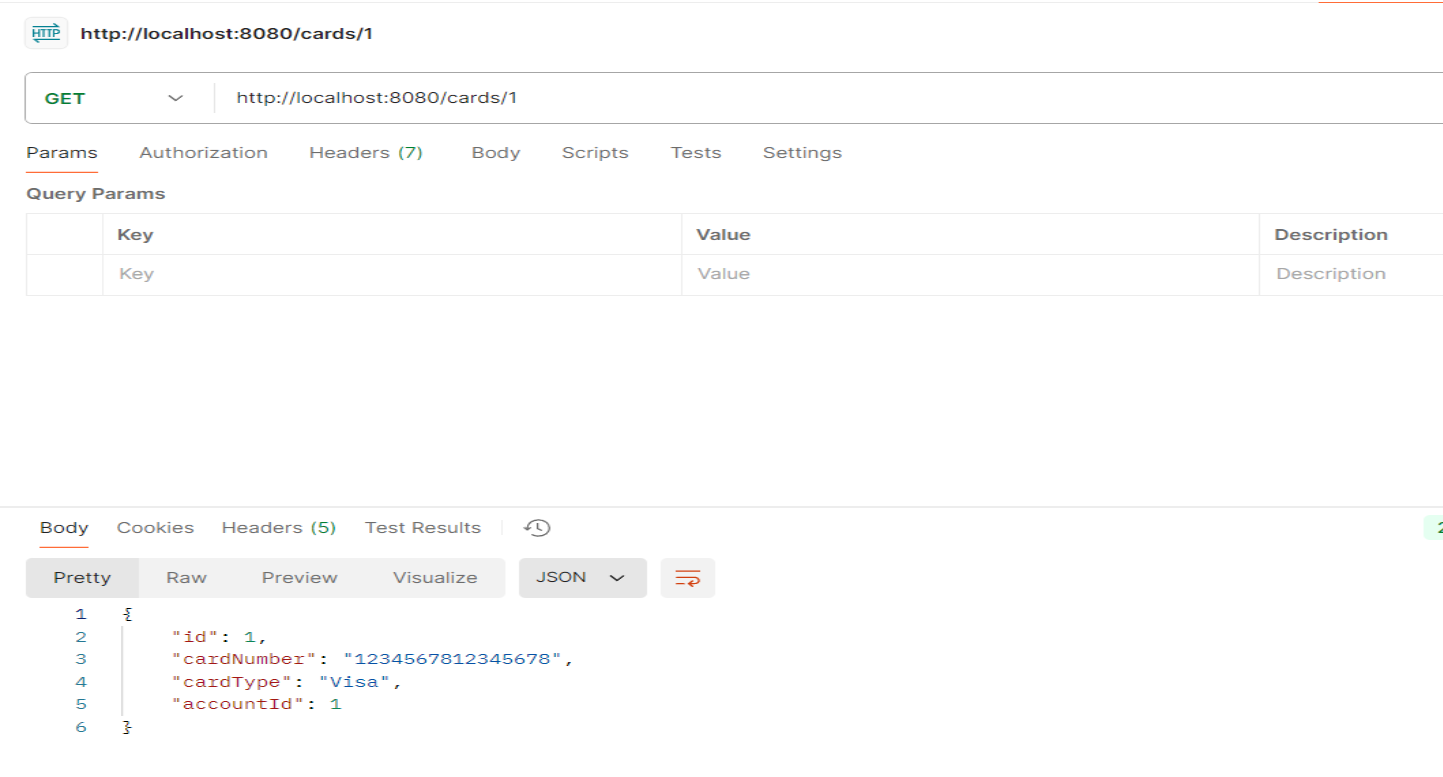 HTTP http://localhost:8080/cards/1
GET http://localhost:8080/cards/1
Params Authorization Headers (7) Body Scripts Tests Settings
Query Params
Key Value Description
Key Value Description
Body Cookies Headers (5) Test Results 2
Pretty Raw Preview Visualize JSON
1 {
2 "id": 1,
3 "cardNumber": "1234567812345678",
4 "cardType": "Visa",
5 "accountId": 1
6 }